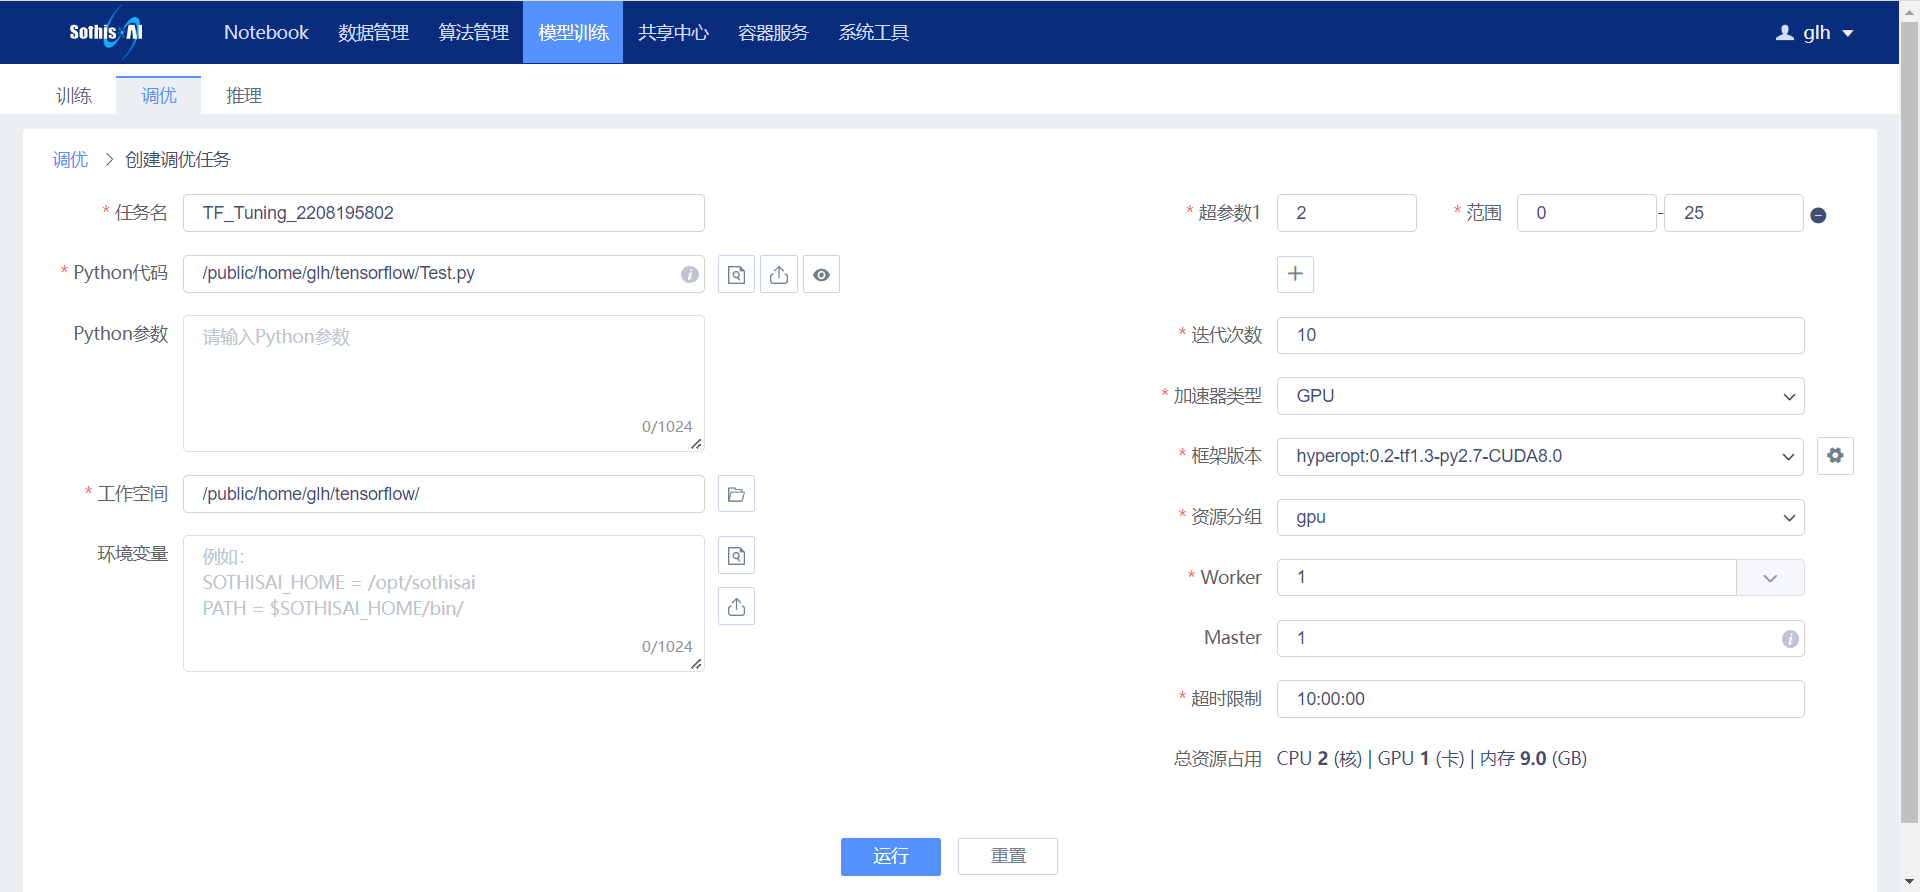 SothisAI
Notebook 数据管理 算法管理 模型训练 共享中心 容器服务 系统工具 glh
训练 调优 推理
调优 > 创建调优任务
* 任务名 TF_Tuning_2208195802
* Python代码 /public/home/glh/tensorflow/Test.py
Python参数 请输入Python参数
0/1024
* 工作空间 /public/home/glh/tensorflow/
环境变量 例如:
SOTHISAI_HOME = /opt/sothisai
PATH = $SOTHISAI_HOME/bin/
0/1024
* 超参数1 2 * 范围 0 - 25
* 迭代次数 10
* 加速器类型 GPU
* 框架版本 hyperopt:0.2-tf1.3-py2.7-CUDA8.0
* 资源分组 gpu
* Worker 1
Master 1
* 超时限制 10:00:00
总资源占用 CPU 2 (核) | GPU 1 (卡) | 内存 9.0 (GB)
运行 重置